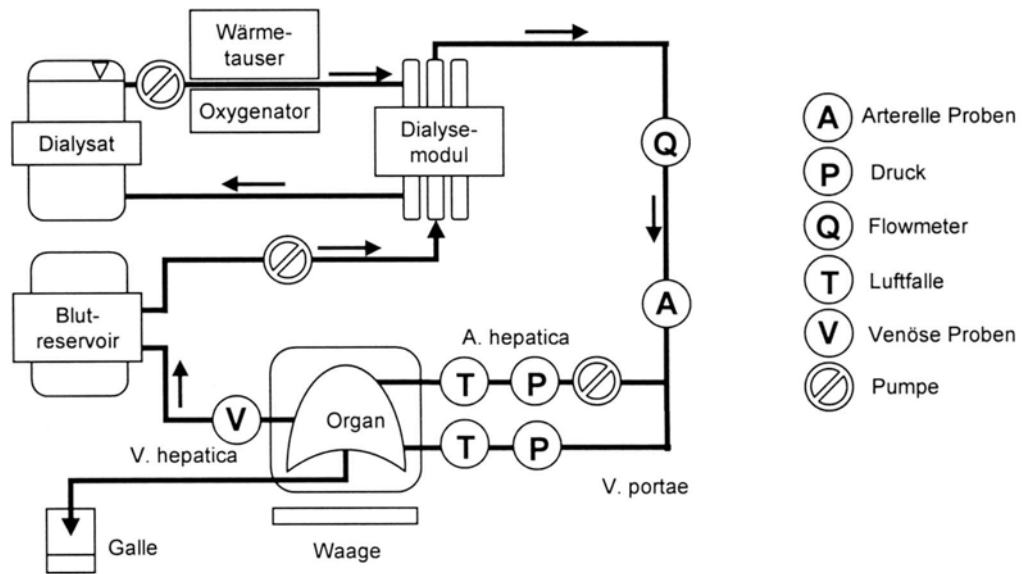 Wärme-
tauser
Oxygenator
Dialysat
Dialyse-
modul
Q
A
Blut-
reservoir
A. hepatica
T
P
Organ
V
V. hepatica
T
P
V. portae
Galle
Waage
A Arterelle Proben
P Druck
Q Flowmeter
T Luftfalle
V Venöse Proben
Pumpe